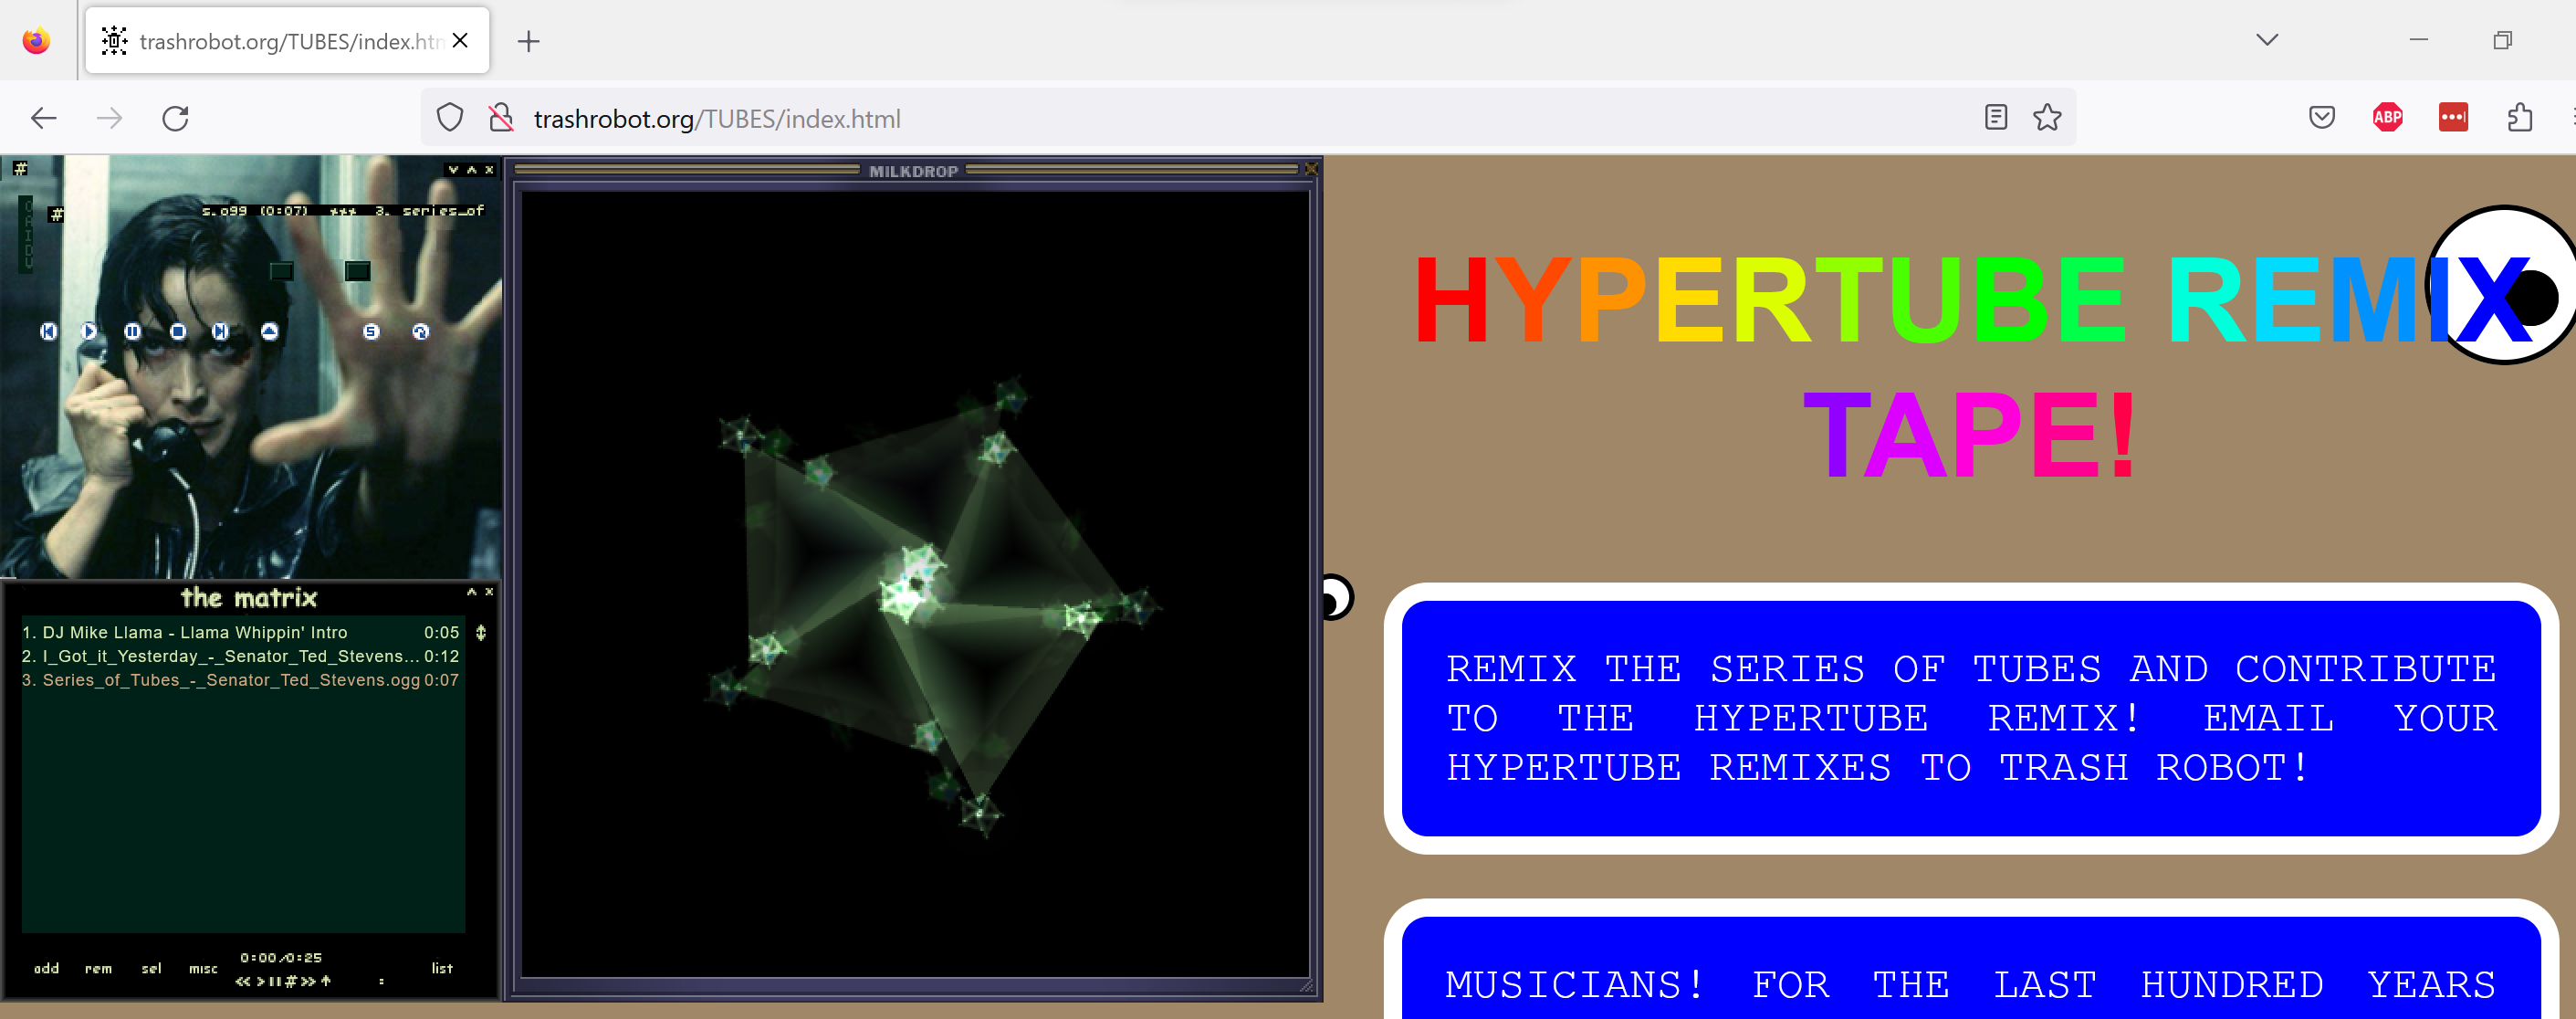 trashrobot.org/TUBES/index.htm
trashrobot.org/TUBES/index.html
ABP
#
#
s.ogg (0:07) *** 3. series_of
MILKDROP
HYPERTUBE REMIX
TAPE!
the matrix
1. DJ Mike Llama - Llama Whippin' Intro 0:05
2. I_Got_it_Yesterday_-_Senator_Ted_Stevens... 0:12
3. Series_of_Tubes_-_Senator_Ted_Stevens.ogg 0:07
0:00/0:25
add rem sel misc list
REMIX THE SERIES OF TUBES AND CONTRIBUTE
TO THE HYPERTUBE REMIX! EMAIL YOUR
HYPERTUBE REMIXES TO TRASH ROBOT!
MUSICIANS! FOR THE LAST HUNDRED YEARS